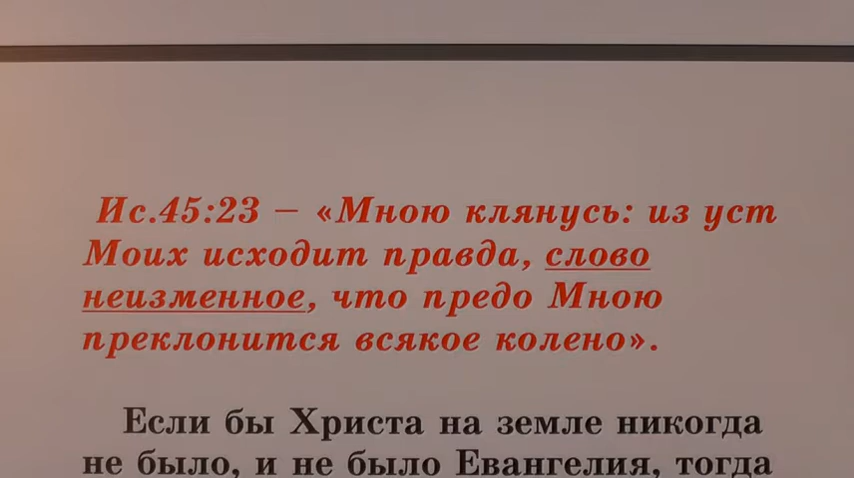 Ис.45:23 – «Мною клянусь: из уст
Моих исходит правда, слово
неизменное, что предо Мною
преклонится всякое колено».
Если бы Христа на земле никогда
не было, и не было Евангелия, тогда